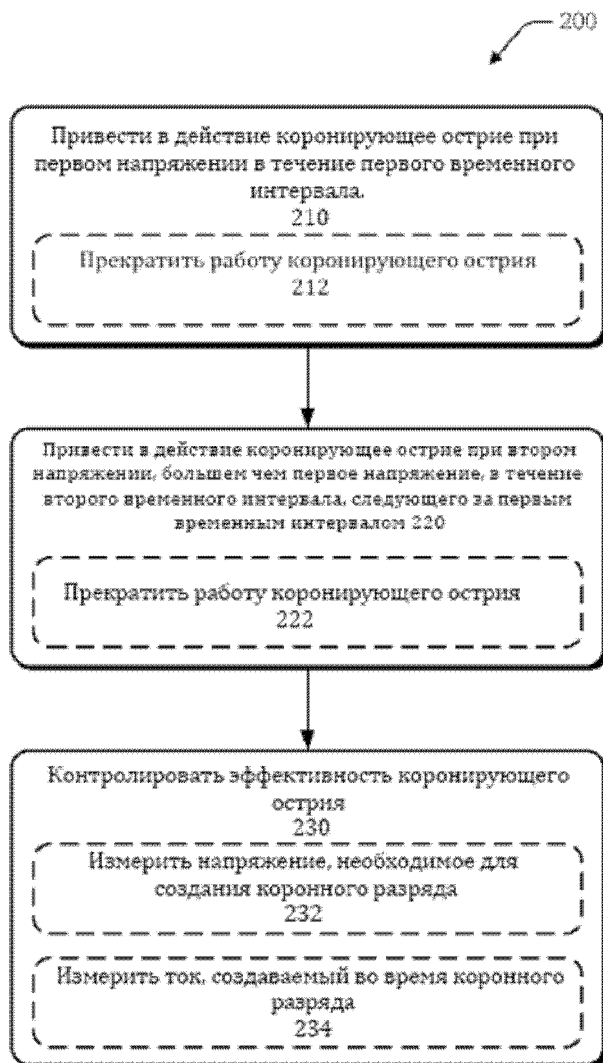 200
Привести в действие коронирующее острие при
первом напряжении в течение первого временного
интервала.
210
Прекратить работу коронирующего острия
212
Привести в действие коронирующее острие при втором
напряжении, большем чем первое напряжение, в течение
второго временного интервала, следующего за первым
временным интервалом 220
Прекратить работу коронирующего острия
222
Контролировать эффективность коронирующего
острия
230
Измерить напряжение, необходимое для
создания коронного разряда
232
Измерить ток, создаваемый во время коронного
разряда
234